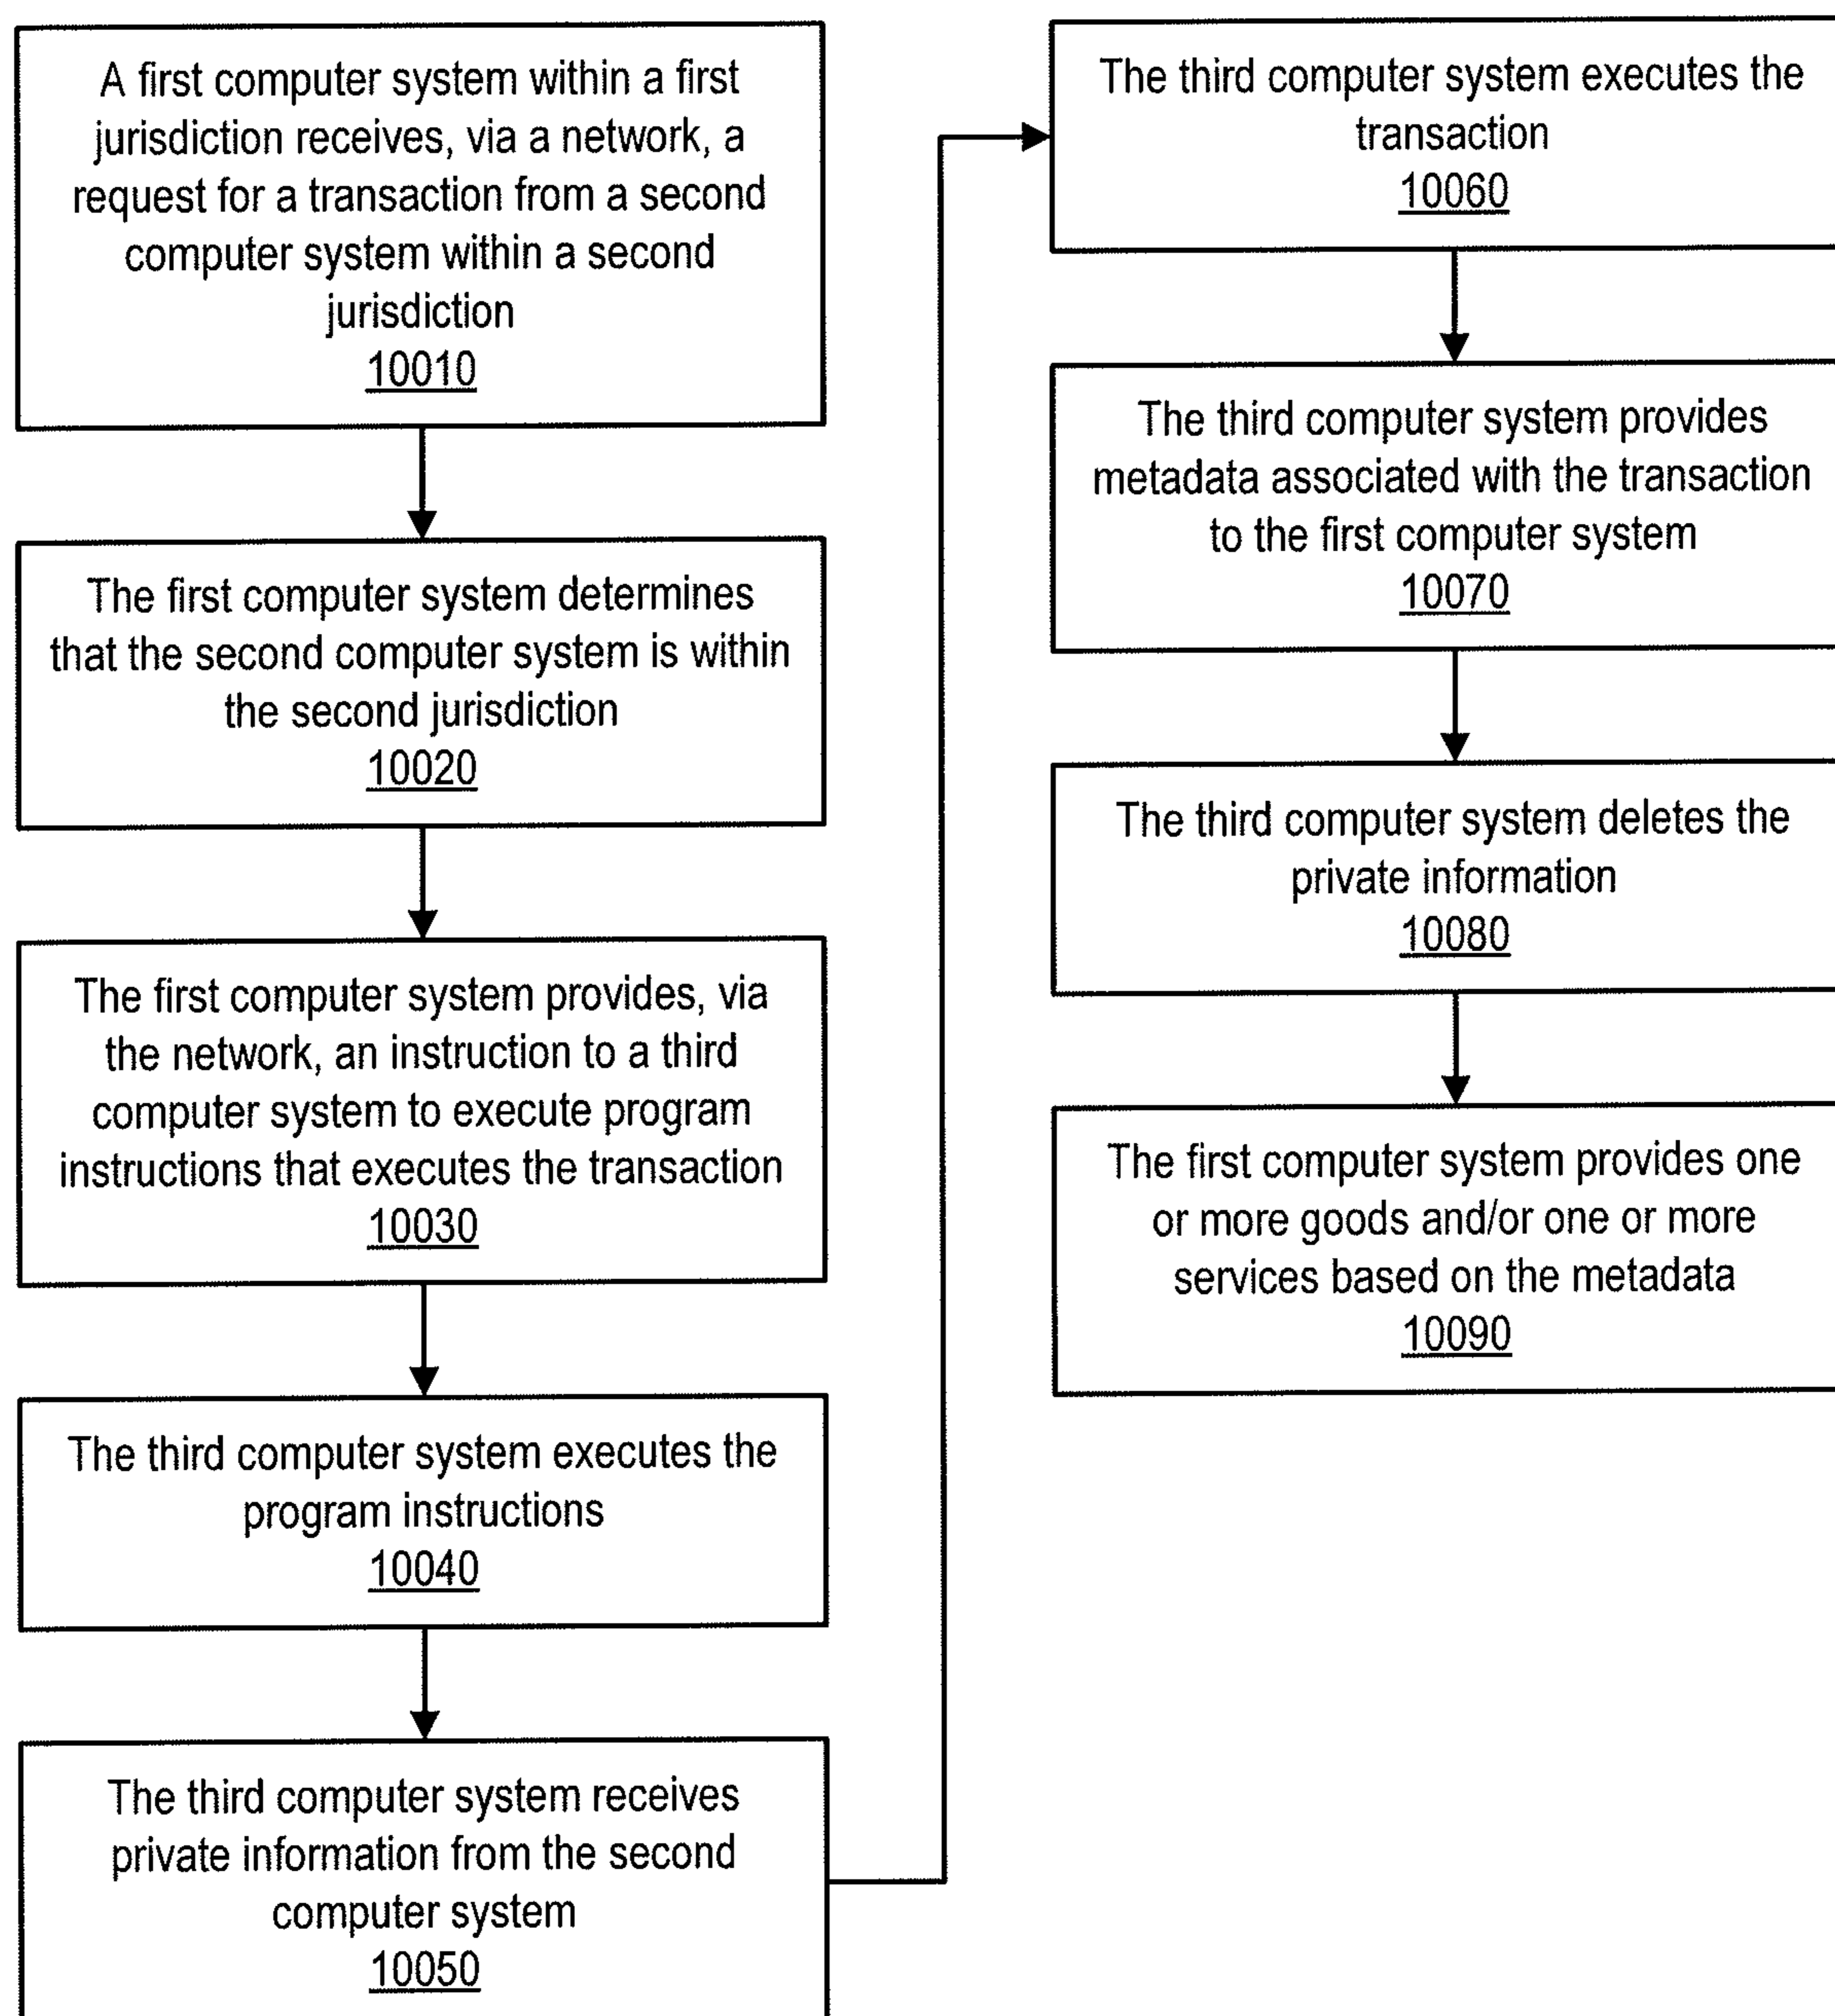 A first computer system within a first
jurisdiction receives, via a network, a
request for a transaction from a second
computer system within a second
jurisdiction
10010
The first computer system determines
that the second computer system is within
the second jurisdiction
10020
The first computer system provides, via
the network, an instruction to a third
computer system to execute program
instructions that executes the transaction
10030
The third computer system executes the
program instructions
10040
The third computer system receives
private information from the second
computer system
10050
The third computer system executes the
transaction
10060
The third computer system provides
metadata associated with the transaction
to the first computer system
10070
The third computer system deletes the
private information
10080
The first computer system provides one
or more goods and/or one or more
services based on the metadata
10090